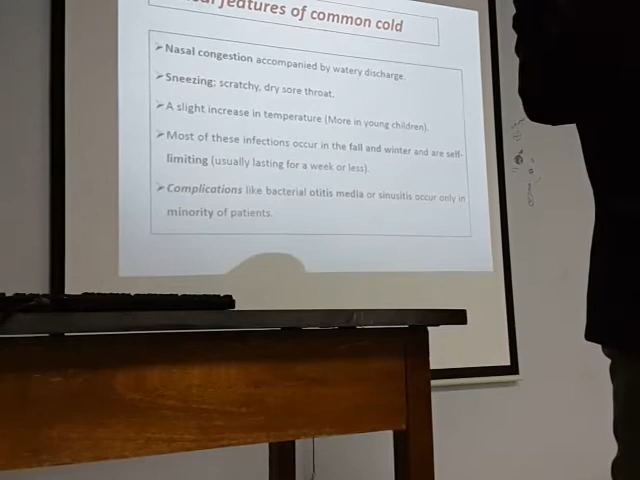 features of common cold
➢Nasal congestion accompanied by watery discharge.
➢Sneezing; scratchy, dry sore throat.
➢A slight increase in temperature (More in young children).
➢Most of these infections occur in the fall and winter and are self-
limiting (usually lasting for a week or less).
➢Complications like bacterial otitis media or sinusitis occur only in
minority of patients.